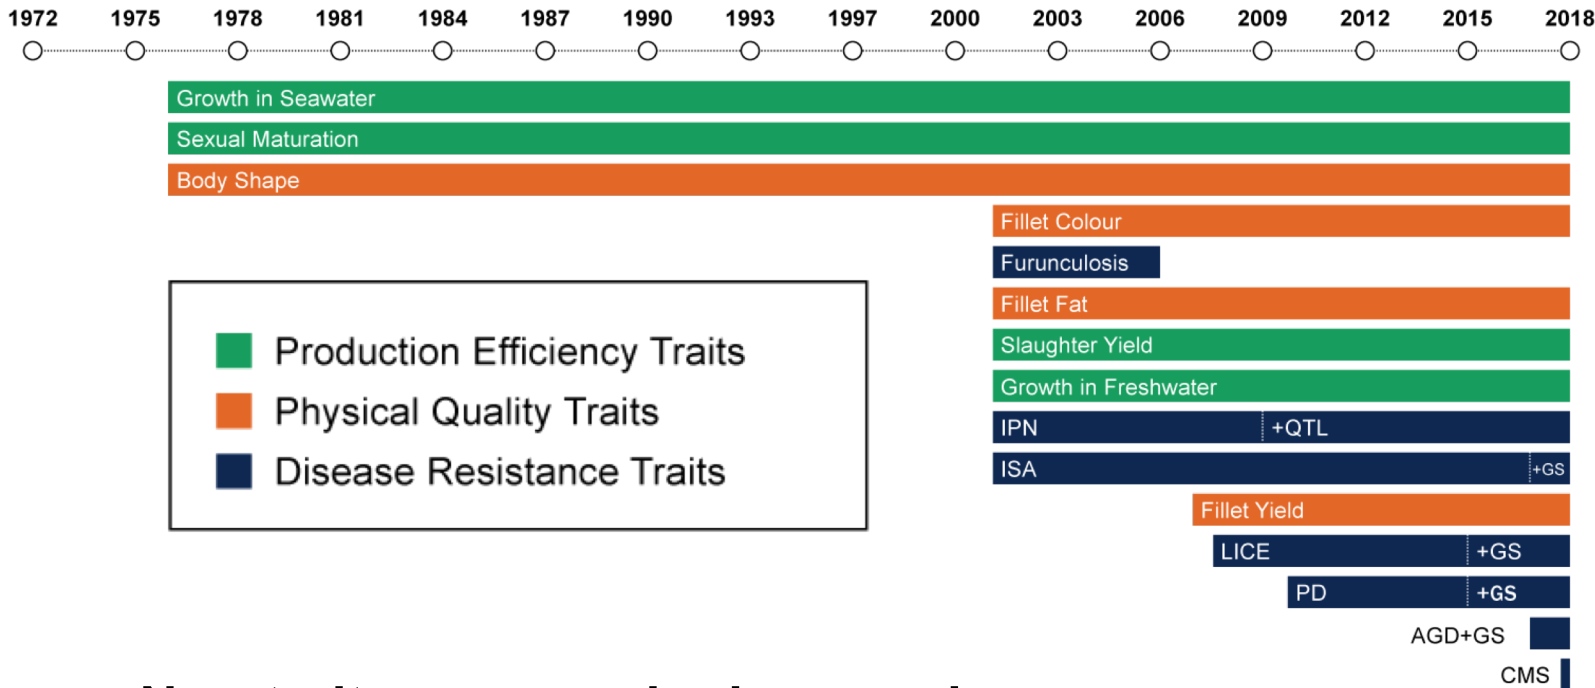 1972 1975 1978 1981 1984 1987 1990 1993 1997 2000 2003 2006 2009 2012 2015 2018
Growth in Seawater
Sexual Maturation
Body Shape
Fillet Colour
Furunculosis
Fillet Fat
Slaughter Yield
Growth in Freshwater
IPN +QTL
ISA +GS
Fillet Yield
LICE +GS
PD +GS
AGD+GS
CMS
Production Efficiency Traits
Physical Quality Traits
Disease Resistance Traits